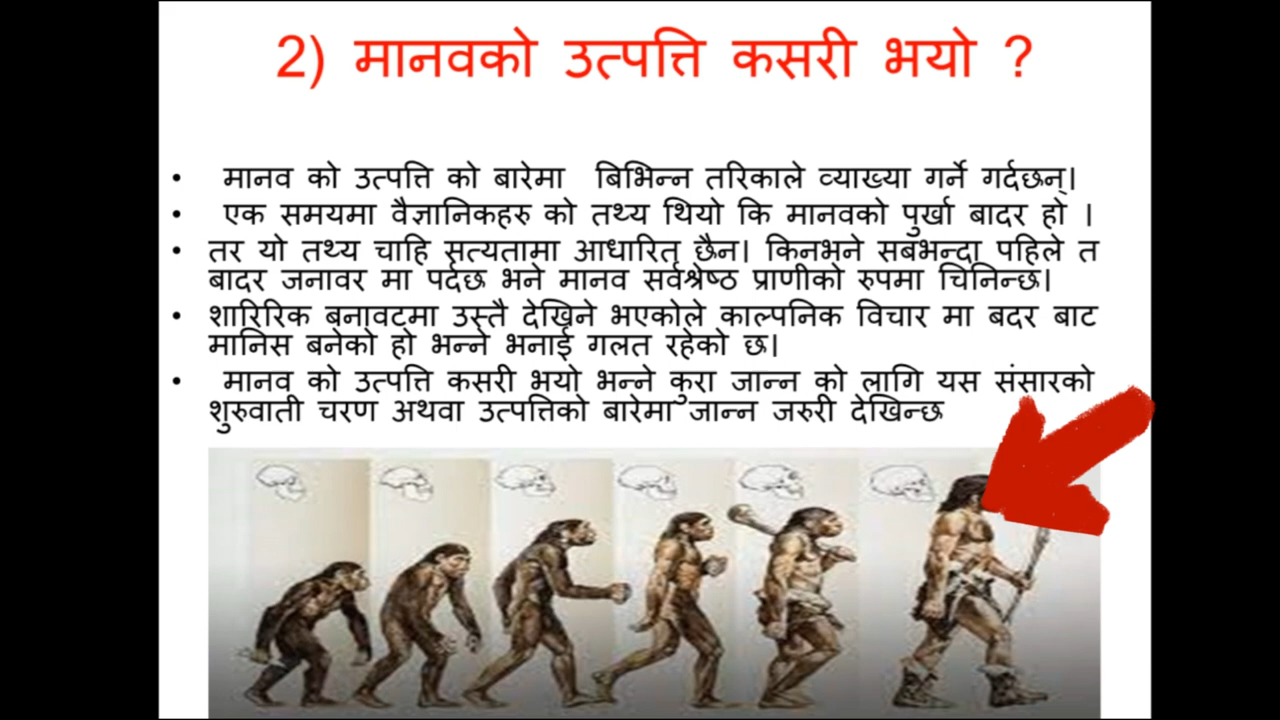 2) मानवको उत्पत्ति कसरी भयो ?
• मानव को उत्पत्ति को बारेमा बिभिन्न तरिकाले व्याख्या गर्ने गर्दछन्।
• एक समयमा वैज्ञानिकहरु को तथ्य थियो कि मानवको पुर्खा बादर हो ।
• तर यो तथ्य चाहि सत्यतामा आधारित छैन। किनभने सबभन्दा पहिले त
बादर जनावर मा पर्दछ भने मानव सर्वश्रेष्ठ प्राणीको रुपमा चिनिन्छ।
• शारिरिक बनावटमा उस्तै देखिने भएकोले काल्पनिक विचार मा बदर बाट
मानिस बनेको हो भन्ने भनाई गलत रहेको छ।
• मानव को उत्पत्ति कसरी भयो भन्ने कुरा जान्न को लागि यस संसारको
शुरुवाती चरण अथवा उत्पत्तिको बारेमा जान्न जरुरी देखिन्छ